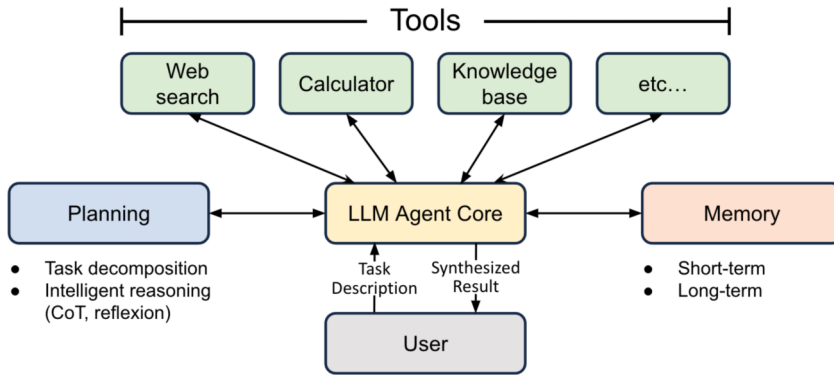 Tools
Web
search
Calculator
Knowledge
base
etc...
Planning
LLM Agent Core
Memory
● Task decomposition
● Intelligent reasoning
(CoT, reflexion)
Task
Description
Synthesized
Result
● Short-term
● Long-term
User